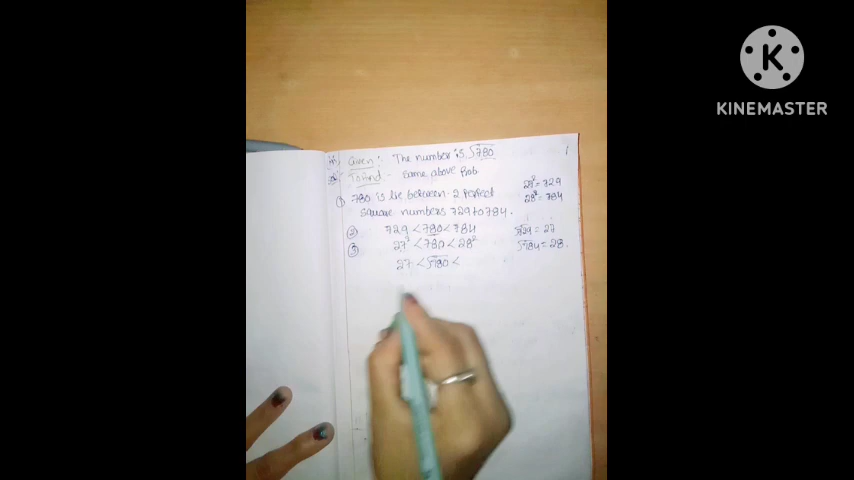 K
KINEMASTER
Given:- The number is √780
To Find:- Same above Prob.
① 780 is lie between 2 Perfect
square numbers 729 to 784.
28² = 784
② 729 < 780 < 784
√729 = 27
③ 27² < 780 < 28²
√784 = 28.
27 < √780 <